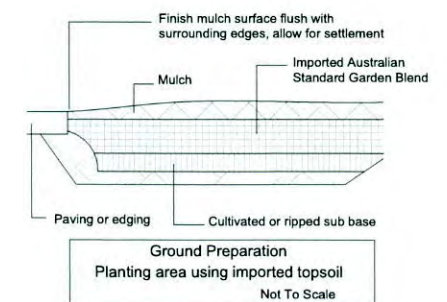 Finish mulch surface flush with
surrounding edges, allow for settlement
Imported Australian
Standard Garden Blend
Mulch
Paving or edging
Cultivated or ripped sub base
Ground Preparation
Planting area using imported topsoil
Not To Scale